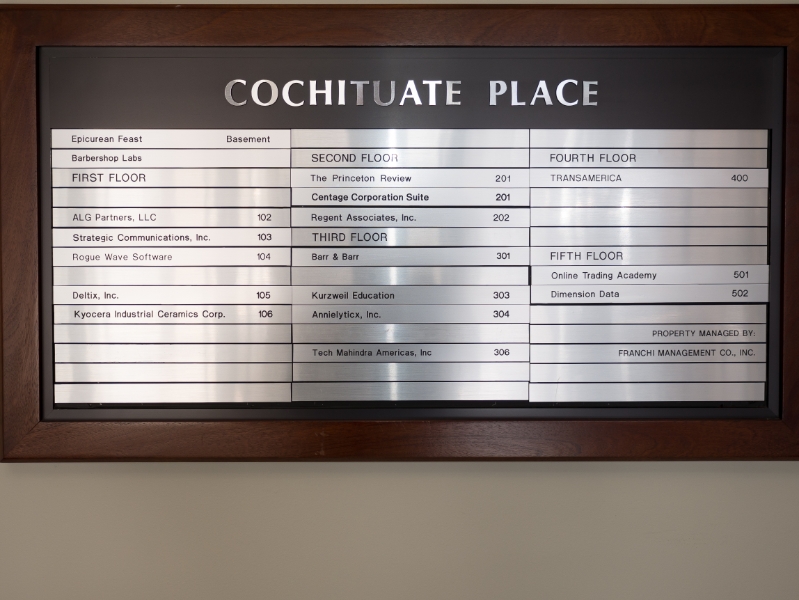 COCHITUATE PLACE
Epicurean Feast Basement
Barbershop Labs
FIRST FLOOR
ALG Partners, LLC 102
Strategic Communications, Inc. 103
Rogue Wave Software 104
Deltix, Inc. 105
Kyocera Industrial Ceramics Corp. 106
SECOND FLOOR
The Princeton Review 201
Centage Corporation Suite 201
Regent Associates, Inc. 202
THIRD FLOOR
Barr & Barr 301
Kurzweil Education 303
Annielyticx, Inc. 304
Tech Mahindra Americas, Inc 306
FOURTH FLOOR
TRANSAMERICA 400
FIFTH FLOOR
Online Trading Academy 501
Dimension Data 502
PROPERTY MANAGED BY:
FRANCHI MANAGEMENT CO., INC.